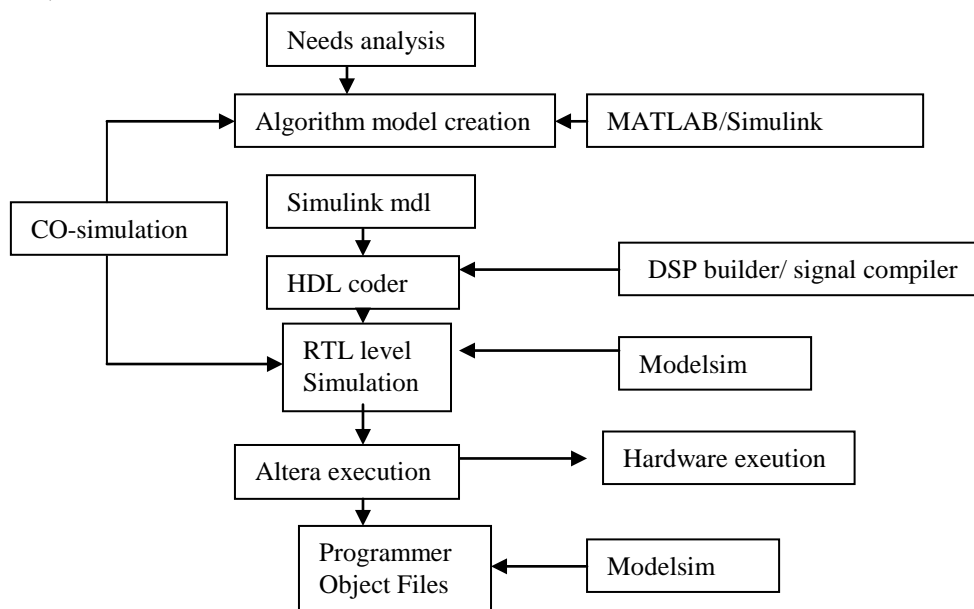 Needs analysis
Algorithm model creation
MATLAB/Simulink
Simulink mdl
CO-simulation
HDL coder
DSP builder/ signal compiler
RTL level
Simulation
Modelsim
Altera execution
Hardware exeution
Programmer
Object Files
Modelsim